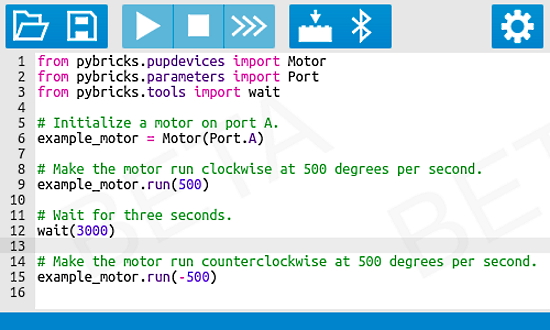 1 from pybricks.pupdevices import Motor
2 from pybricks.parameters import Port
3 from pybricks.tools import wait
4
5 # Initialize a motor on port A.
6 example_motor = Motor(Port.A)
7
8 # Make the motor run clockwise at 500 degrees per second.
9 example_motor.run(500)
10
11 # Wait for three seconds.
12 wait(3000)
13
14 # Make the motor run counterclockwise at 500 degrees per second.
15 example_motor.run(-500)
16
BETA
BET